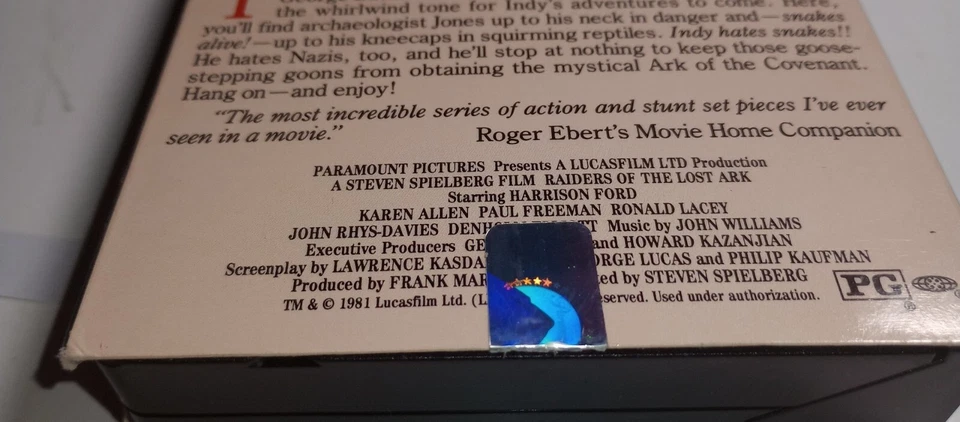 the whirlwind tone for Indy's adventures to come. Here,
you'll find archaeologist Jones up to his neck in danger and—snakes
alive!—up to his kneecaps in squirming reptiles. Indy hates snakes!!
He hates Nazis, too, and he'll stop at nothing to keep those goose-
stepping goons from obtaining the mystical Ark of the Covenant.
Hang on—and enjoy!
"The most incredible series of action and stunt set pieces I've ever
seen in a movie." Roger Ebert's Movie Home Companion
PARAMOUNT PICTURES Presents A LUCASFILM LTD Production
A STEVEN SPIELBERG FILM RAIDERS OF THE LOST ARK
Starring HARRISON FORD
KAREN ALLEN PAUL FREEMAN RONALD LACEY
JOHN RHYS-DAVIES Music by JOHN WILLIAMS
Executive Producers and HOWARD KAZANJIAN
Screenplay by LAWRENCE LUCAS and PHILIP KAUFMAN
Produced by FRANK by STEVEN SPIELBERG
TM & © 1981 Lucasfilm Ltd. Used under authorization.
PG